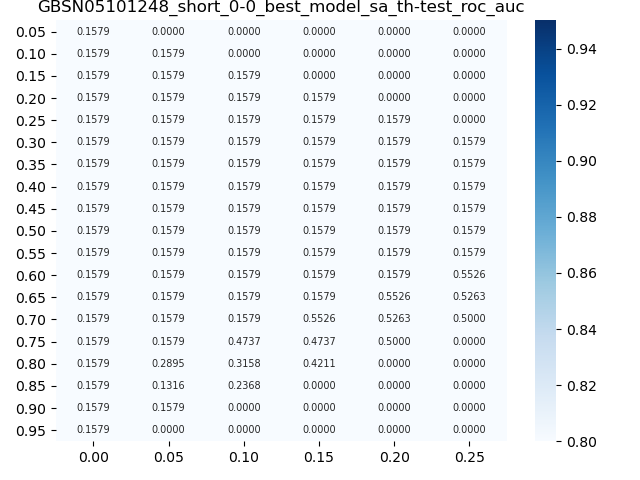 GBSN05101248_short_0-0_best_model_sa_th-test_roc_auc
0.05 0.1579 0.0000 0.0000 0.0000 0.0000 0.0000
0.10 0.1579 0.1579 0.0000 0.0000 0.0000 0.0000
0.15 0.1579 0.1579 0.1579 0.0000 0.0000 0.0000
0.20 0.1579 0.1579 0.1579 0.1579 0.0000 0.0000
0.25 0.1579 0.1579 0.1579 0.1579 0.1579 0.0000
0.30 0.1579 0.1579 0.1579 0.1579 0.1579 0.1579
0.35 0.1579 0.1579 0.1579 0.1579 0.1579 0.1579
0.40 0.1579 0.1579 0.1579 0.1579 0.1579 0.1579
0.45 0.1579 0.1579 0.1579 0.1579 0.1579 0.1579
0.50 0.1579 0.1579 0.1579 0.1579 0.1579 0.1579
0.55 0.1579 0.1579 0.1579 0.1579 0.1579 0.1579
0.60 0.1579 0.1579 0.1579 0.1579 0.1579 0.5526
0.65 0.1579 0.1579 0.1579 0.1579 0.5526 0.5263
0.70 0.1579 0.1579 0.1579 0.5526 0.5263 0.5000
0.75 0.1579 0.1579 0.4737 0.4737 0.5000 0.0000
0.80 0.1579 0.2895 0.3158 0.4211 0.0000 0.0000
0.85 0.1579 0.1316 0.2368 0.0000 0.0000 0.0000
0.90 0.1579 0.1579 0.0000 0.0000 0.0000 0.0000
0.95 0.1579 0.0000 0.0000 0.0000 0.0000 0.0000
0.00 0.05 0.10 0.15 0.20 0.25
0.94
0.92
0.90
0.88
0.86
0.84
0.82
0.80